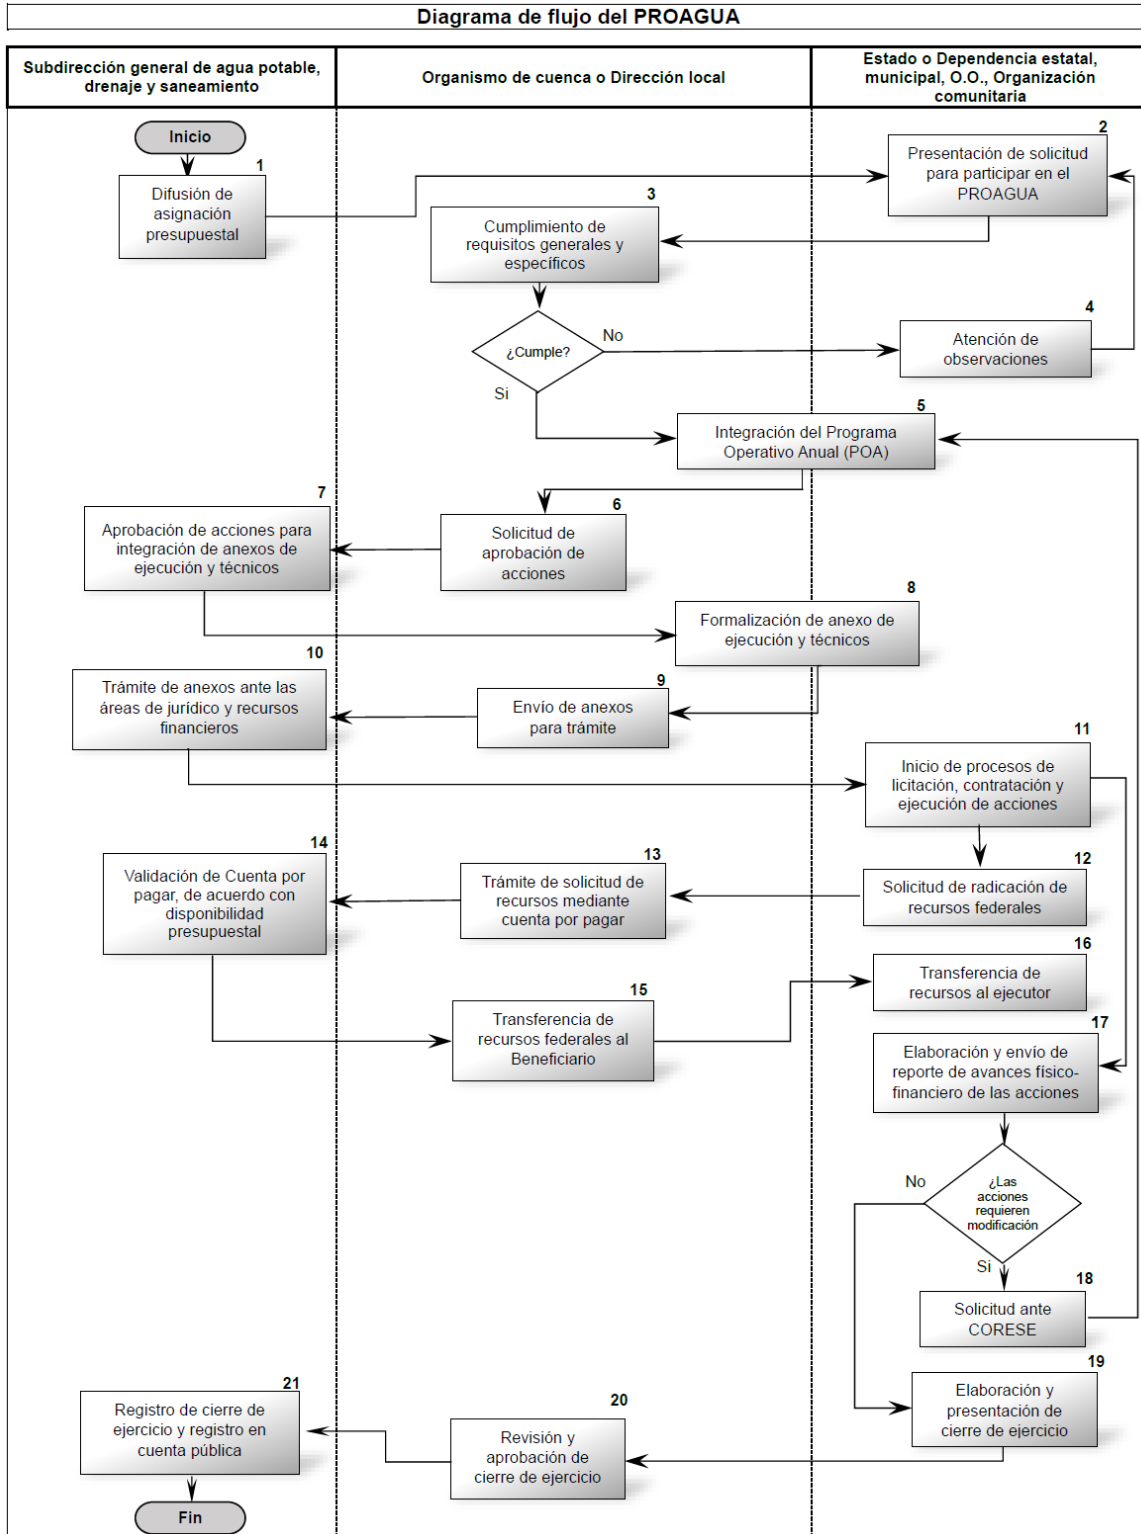 Diagrama de flujo del PROAGUA
Subdirección general de agua potable,
drenaje y saneamiento
Organismo de cuenca o Dirección local
Estado o Dependencia estatal,
municipal, O.O., Organización
comunitaria
Inicio
1
Difusión de
asignación
presupuestal
2
Presentación de solicitud
para participar en el
PROAGUA
3
Cumplimiento de
requisitos generales y
específicos
¿Cumple?
No
Si
4
Atención de
observaciones
5
Integración del Programa
Operativo Anual (POA)
6
Solicitud de
aprobación de
acciones
7
Aprobación de acciones para
integración de anexos de
ejecución y técnicos
8
Formalización de anexo de
ejecución y técnicos
9
Envío de anexos
para trámite
10
Trámite de anexos ante las
áreas de jurídico y recursos
financieros
11
Inicio de procesos de
licitación, contratación y
ejecución de acciones
12
Solicitud de radicación de
recursos federales
13
Trámite de solicitud de
recursos mediante
cuenta por pagar
14
Validación de Cuenta por
pagar, de acuerdo con
disponibilidad
presupuestal
15
Transferencia de
recursos federales al
Beneficiario
16
Transferencia de
recursos al ejecutor
17
Elaboración y envío de
reporte de avances físico-
financiero de las acciones
¿Las
acciones
requieren
modificación
No
Si
18
Solicitud ante
CORESE
19
Elaboración y
presentación de
cierre de ejercicio
20
Revisión y
aprobación de
cierre de ejercicio
21
Registro de cierre de
ejercicio y registro en
cuenta pública
Fin